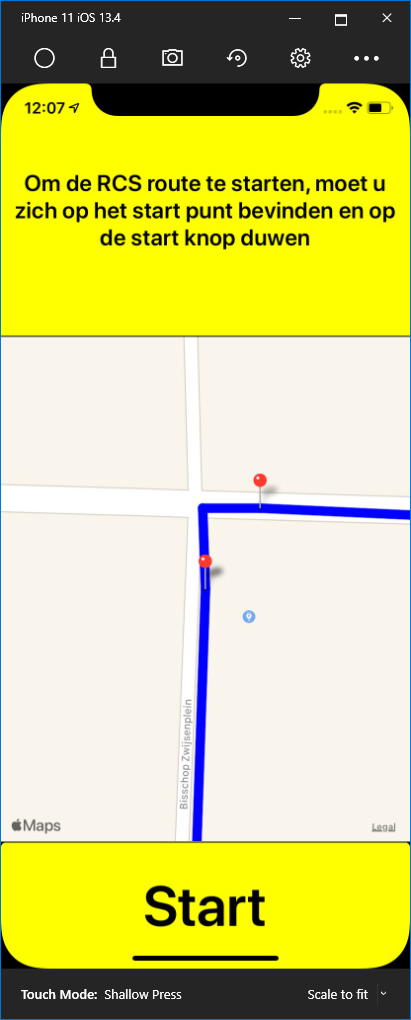 iPhone 11 iOS 13.4
12:07
Om de RCS route te starten, moet u
zich op het start punt bevinden en op
de start knop duwen
Bisschop Zwijsenplein
Maps
Legal
Start
Touch Mode: Shallow Press
Scale to fit